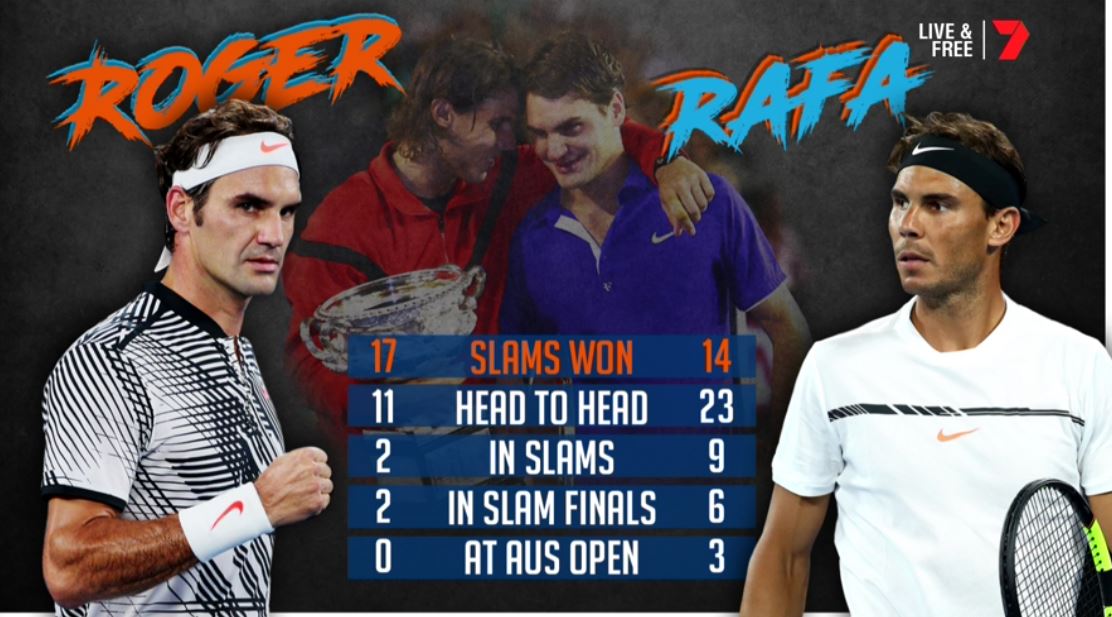 ROGER
RAFA
LIVE &
FREE
7
17 SLAMS WON 14
11 HEAD TO HEAD 23
2 IN SLAMS 9
2 IN SLAM FINALS 6
0 AT AUS OPEN 3